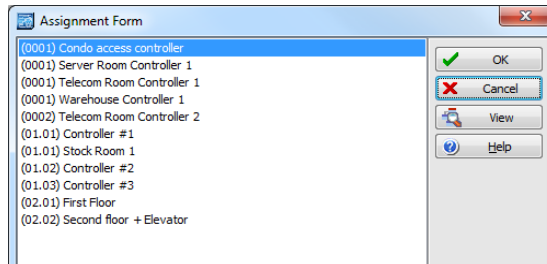 Assignment Form
(0001) Condo access controller
(0001) Server Room Controller 1
(0001) Telecom Room Controller 1
(0001) Warehouse Controller 1
(0002) Telecom Room Controller 2
(01.01) Controller #1
(01.01) Stock Room 1
(01.02) Controller #2
(01.03) Controller #3
(02.01) First Floor
(02.02) Second floor + Elevator
OK
Cancel
View
Help